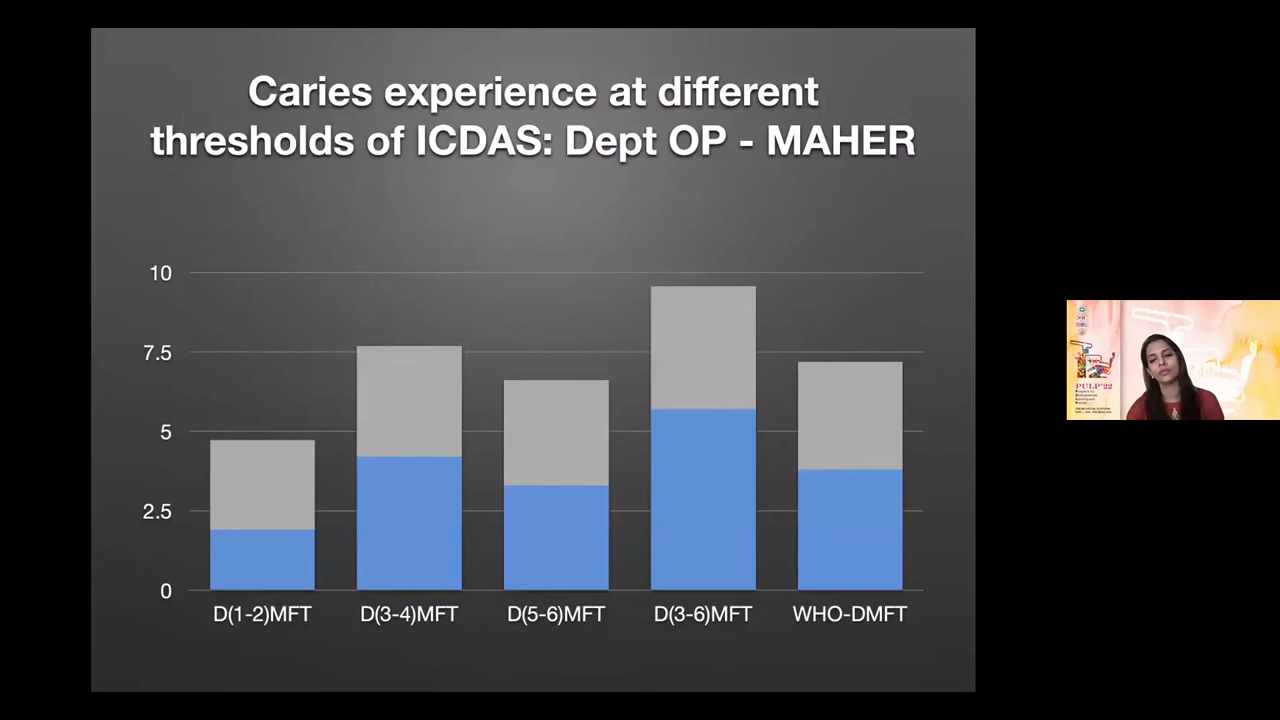 Caries experience at different
thresholds of ICDAS: Dept OP - MAHER
10
7.5
5
2.5
0
D(1-2)MFT
D(3-4)MFT
D(5-6)MFT
D(3-6)MFT
WHO-DMFT
PULP'22